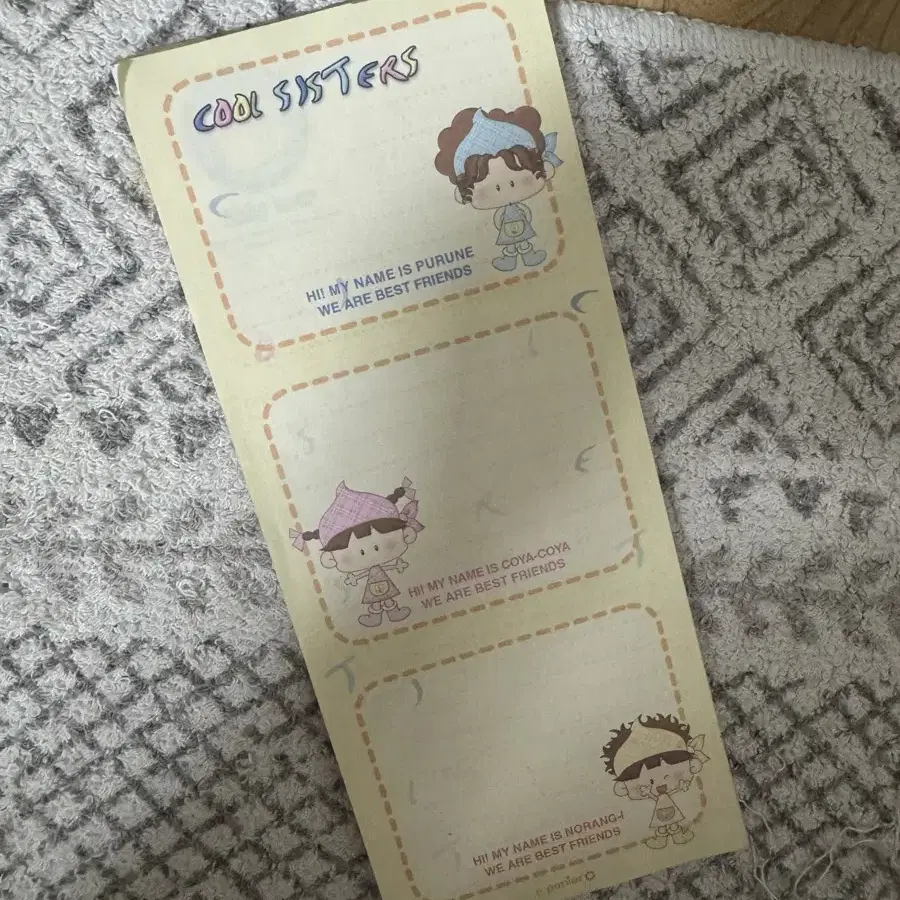 COOL SISTERS
HI! MY NAME IS PURUNE
WE ARE BEST FRIENDS
HI! MY NAME IS COYA-COYA
WE ARE BEST FRIENDS
HI! MY NAME IS NORANG-I
WE ARE BEST FRIENDS